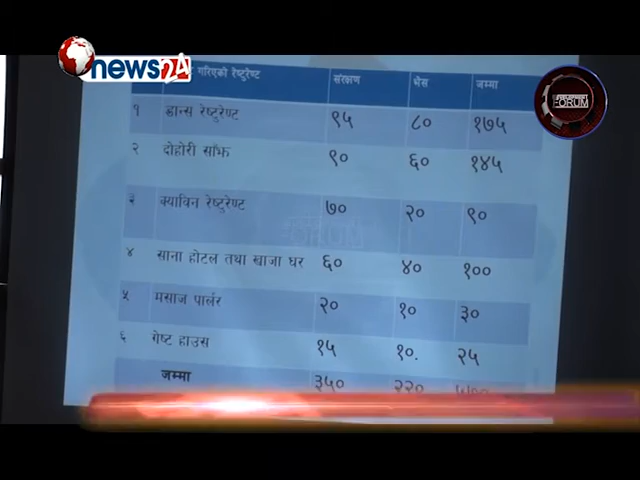 news24
गरिएको रेष्टुरेण्ट संरक्षण भेस जम्मा
FORUM
१ डान्स रेष्टुरेण्ट ९५ ८० १७५
२ दोहोरी साँझ ९० ६० १४५
३ क्याविन रेष्टुरेण्ट ७० २० ९०
FORUM
४ साना होटल तथा खाजा घर ६० ४० १००
५ मसाज पार्लर २० १० ३०
६ गेष्ट हाउस १५ १०. २५
जम्मा ३५० २२०